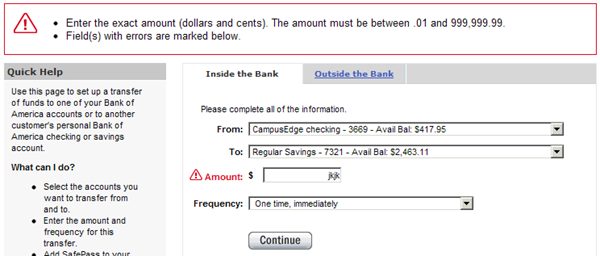 Enter the exact amount (dollars and cents). The amount must be between .01 and 999,999.99.
Field(s) with errors are marked below.
Quick Help
Use this page to set up a transfer
of funds to one of your Bank of
America accounts or to another
customer's personal Bank of
America checking or savings
account.
What can I do?
Select the accounts you
want to transfer from
and to.
Enter the amount and
frequency for this
transfer.
Add SafePass to your
Inside the Bank
Outside the Bank
Please complete all of the information.
From: CampusEdge checking - 3669 - Avail Bal: $417.95
To: Regular Savings - 7321 - Avail Bal: $2,463.11
Amount: $ jkjk
Frequency: One time, immediately
Continue